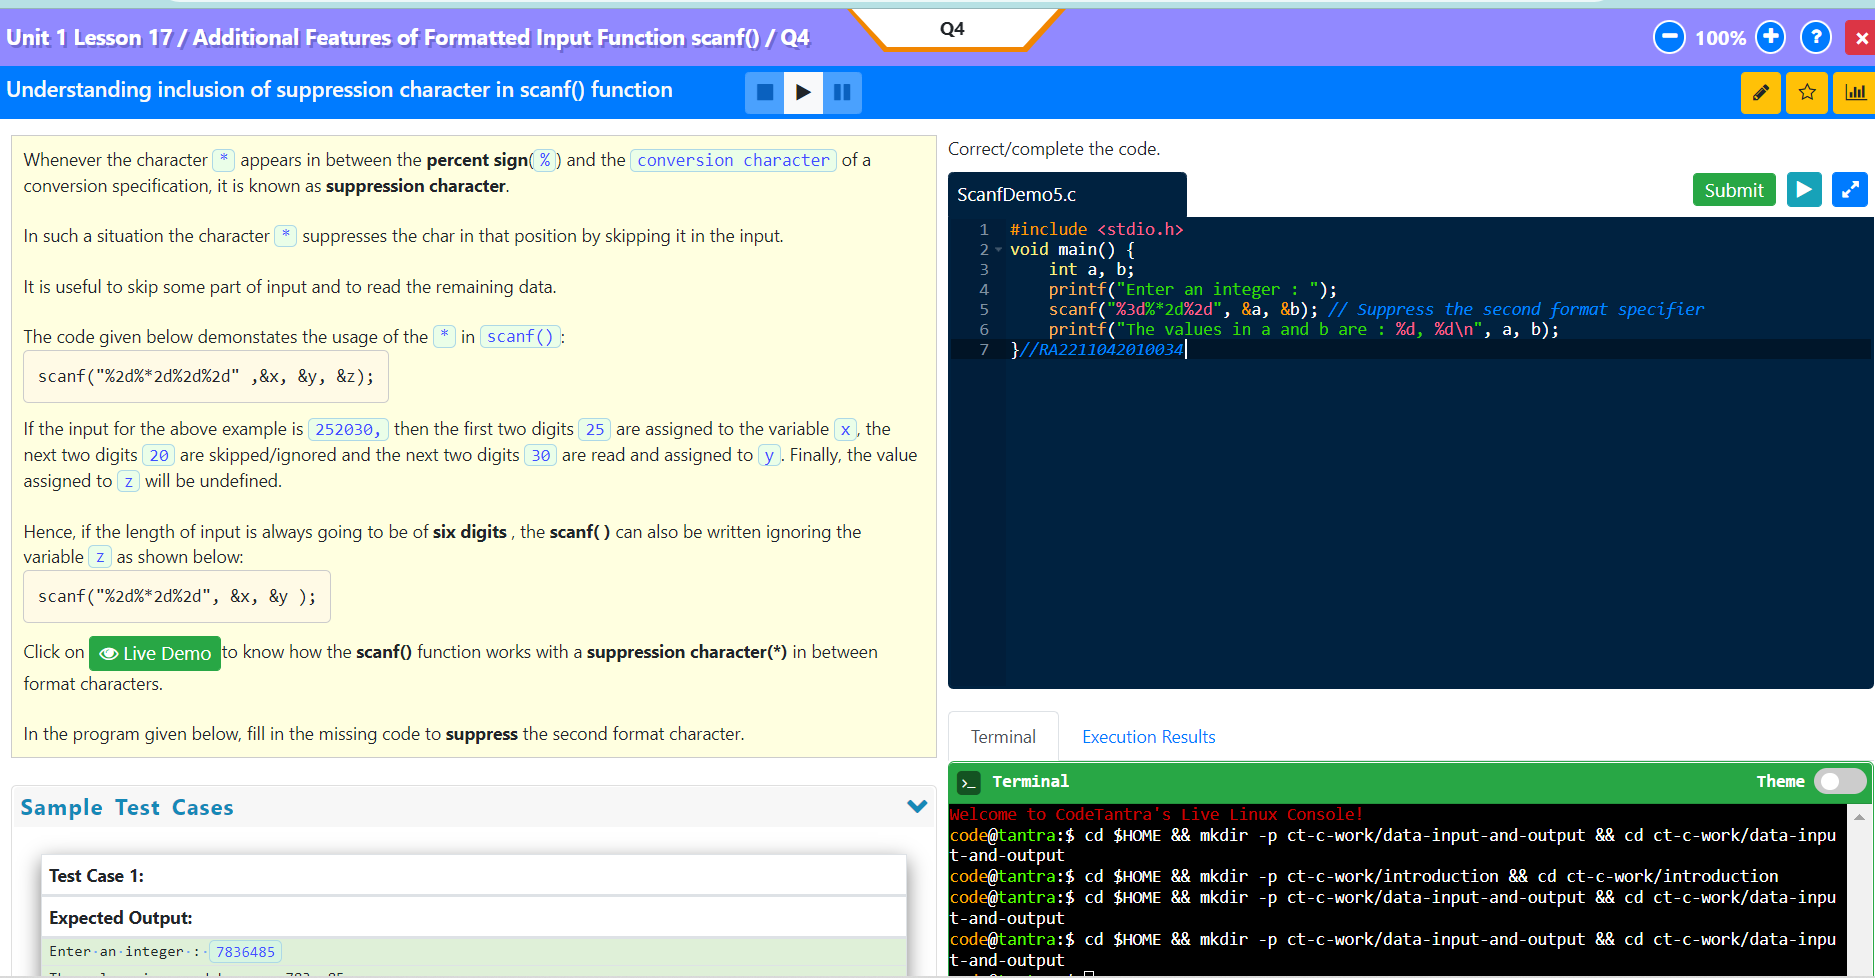 Q4
Unit 1 Lesson 17 / Additional Features of Formatted Input Function scanf() / Q4
100%
Understanding inclusion of suppression character in scanf() function
Whenever the character * appears in between the percent sign( % ) and the conversion character of a
conversion specification, it is known as suppression character.
In such a situation the character * suppresses the char in that position by skipping it in the input.
It is useful to skip some part of input and to read the remaining data.
The code given below demonstates the usage of the * in scanf() :
scanf("%2d%*2d%2d%2d" ,&x, &y, &z);
If the input for the above example is 252030, then the first two digits 25 are assigned to the variable x , the
next two digits 20 are skipped/ignored and the next two digits 30 are read and assigned to y . Finally, the value
assigned to z will be undefined.
Hence, if the length of input is always going to be of six digits , the scanf( ) can also be written ignoring the
variable z as shown below:
scanf("%2d%*2d%2d", &x, &y );
Click on Live Demo to know how the scanf() function works with a suppression character(*) in between
format characters.
In the program given below, fill in the missing code to suppress the second format character.
Sample Test Cases
Test Case 1:
Expected Output:
Enter·an·integer·:· 7836485
Correct/complete the code.
ScanfDemo5.c
Submit
1 #include <stdio.h>
2 void main() {
3 int a, b;
4 printf("Enter an integer : ");
5 scanf("%3d%*2d%2d", &a, &b); // Suppress the second format specifier
6 printf("The values in a and b are : %d, %d\n", a, b);
7 }//RA2211042010034
Terminal
Execution Results
Terminal
Theme
Welcome to CodeTantra's Live Linux Console!
code@tantra:$ cd $HOME && mkdir -p ct-c-work/data-input-and-output && cd ct-c-work/data-inpu
t-and-output
code@tantra:$ cd $HOME && mkdir -p ct-c-work/introduction && cd ct-c-work/introduction
code@tantra:$ cd $HOME && mkdir -p ct-c-work/data-input-and-output && cd ct-c-work/data-inpu
t-and-output
code@tantra:$ cd $HOME && mkdir -p ct-c-work/data-input-and-output && cd ct-c-work/data-inpu
t-and-output